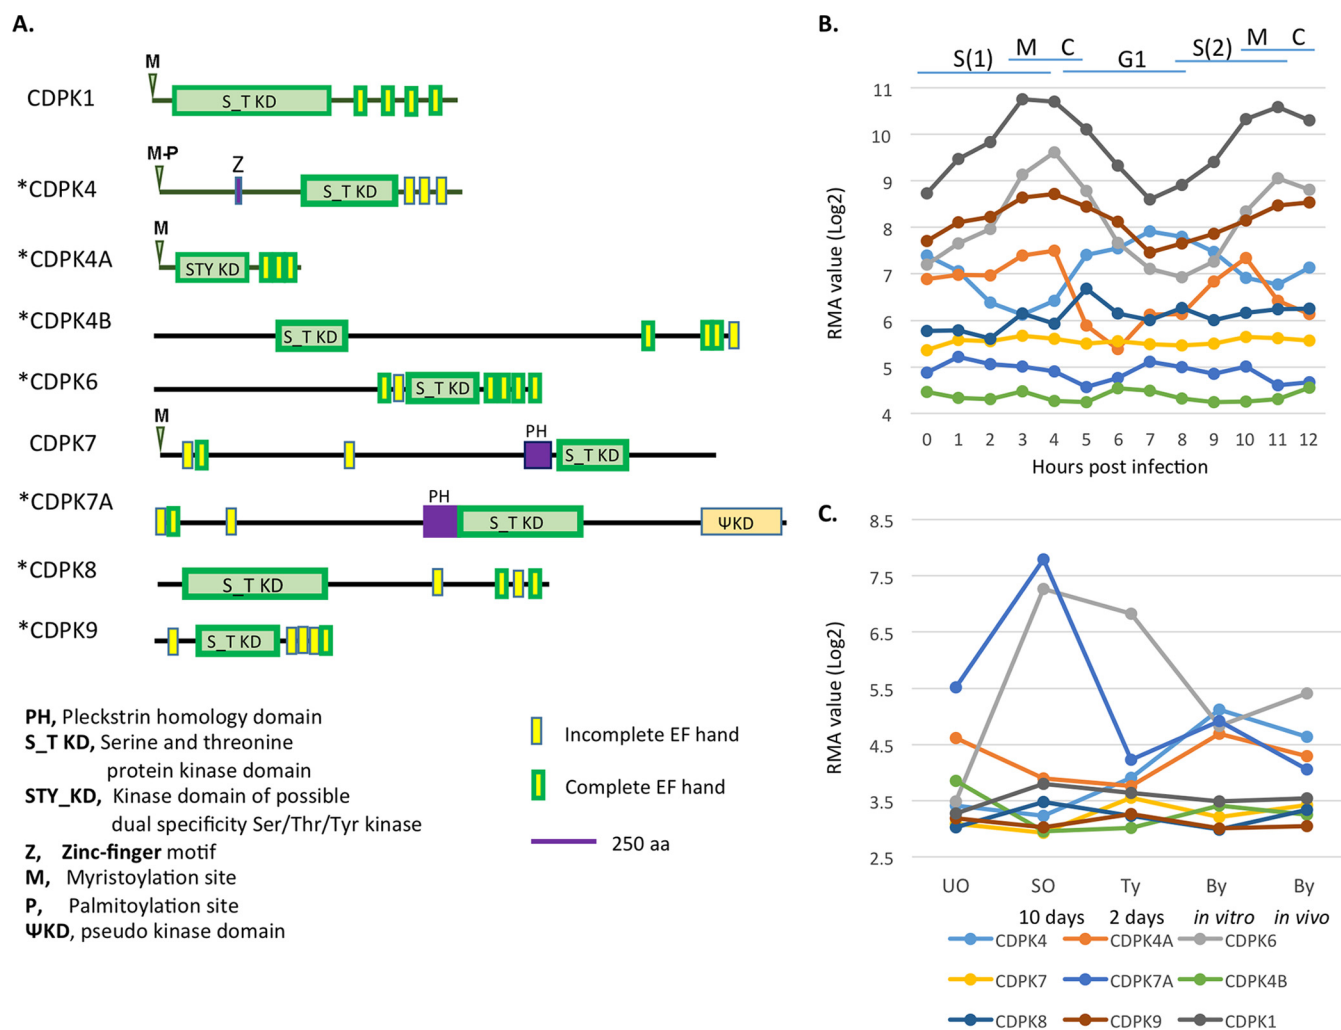 A.
M
CDPK1
S_T KD
M-P
Z
*CDPK4
S_T KD
M
*CDPK4A
STY KD
*CDPK4B
S_T KD
*CDPK6
S_T KD
M
PH
CDPK7
S_T KD
PH
*CDPK7A
S_T KD
ΨKD
*CDPK8
S_T KD
*CDPK9
S_T KD
PH, Pleckstrin homology domain
S_T KD, Serine and threonine
protein kinase domain
STY_KD, Kinase domain of possible
dual specificity Ser/Thr/Tyr kinase
Z, Zinc-finger motif
M, Myristoylation site
P, Palmitoylation site
ΨKD, pseudo kinase domain
Incomplete EF hand
Complete EF hand
250 aa
B.
S(1) M C G1 S(2) M C
RMA value (Log2)
11
10
9
8
7
6
5
4
0 1 2 3 4 5 6 7 8 9 10 11 12
Hours post infection
C.
RMA value (Log2)
8.5
7.5
6.5
5.5
4.5
3.5
2.5
UO SO Ty By By
10 days 2 days in vitro in vivo
CDPK4 CDPK4A CDPK6
CDPK7 CDPK7A CDPK4B
CDPK8 CDPK9 CDPK1